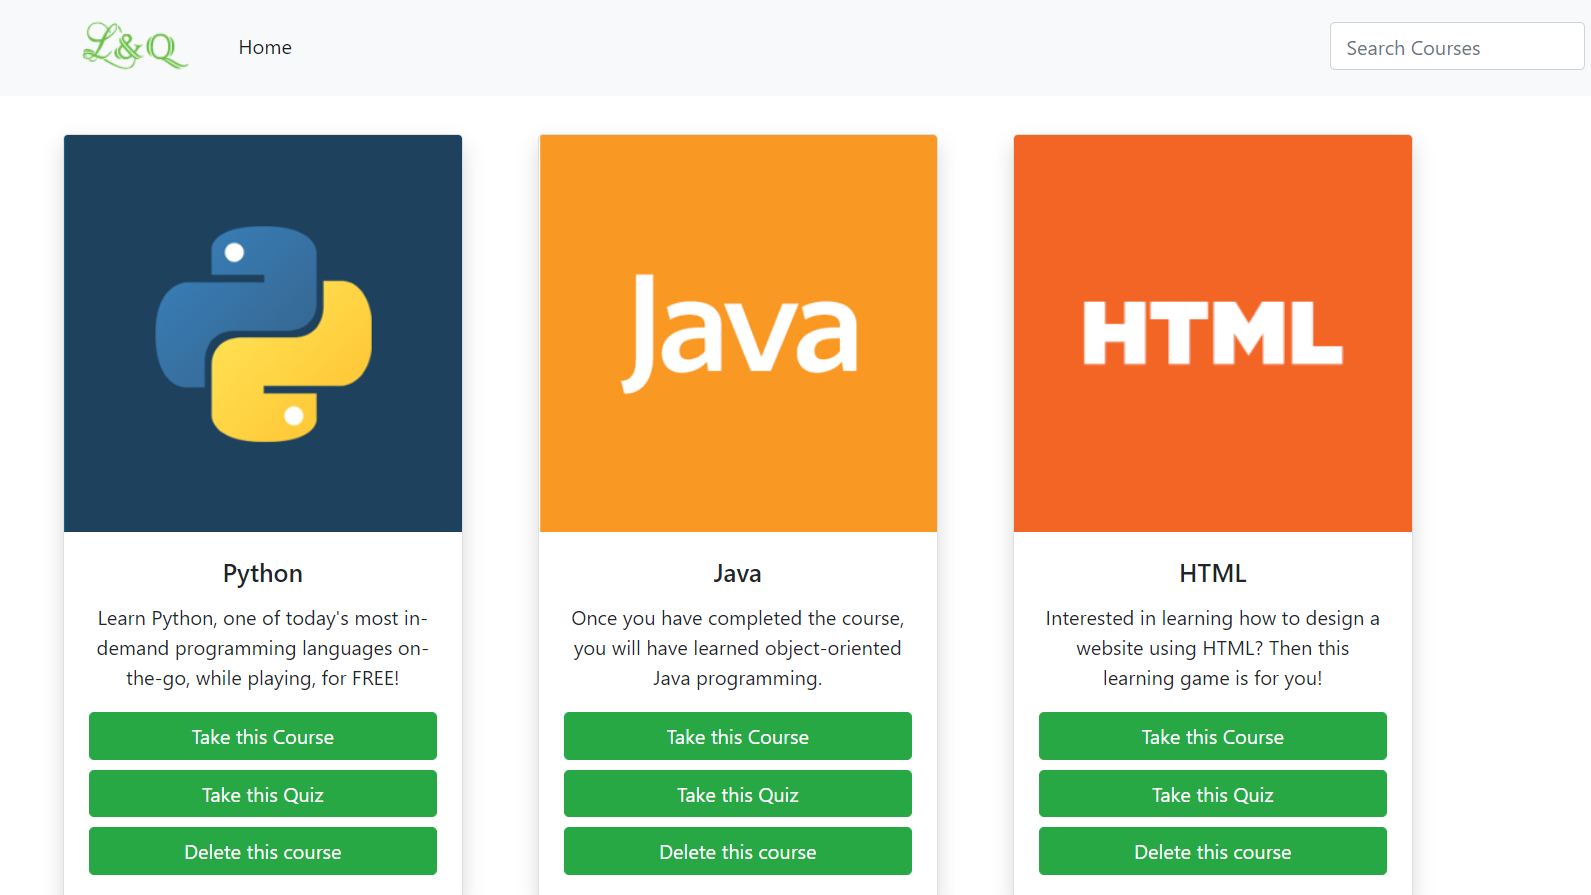 L&Q
Home
Search Courses
Java
HTML
Python
Learn Python, one of today's most in-
demand programming languages on-
the-go, while playing, for FREE!
Take this Course
Take this Quiz
Delete this course
Java
Once you have completed the course,
you will have learned object-oriented
Java programming.
Take this Course
Take this Quiz
Delete this course
HTML
Interested in learning how to design a
website using HTML? Then this
learning game is for you!
Take this Course
Take this Quiz
Delete this course